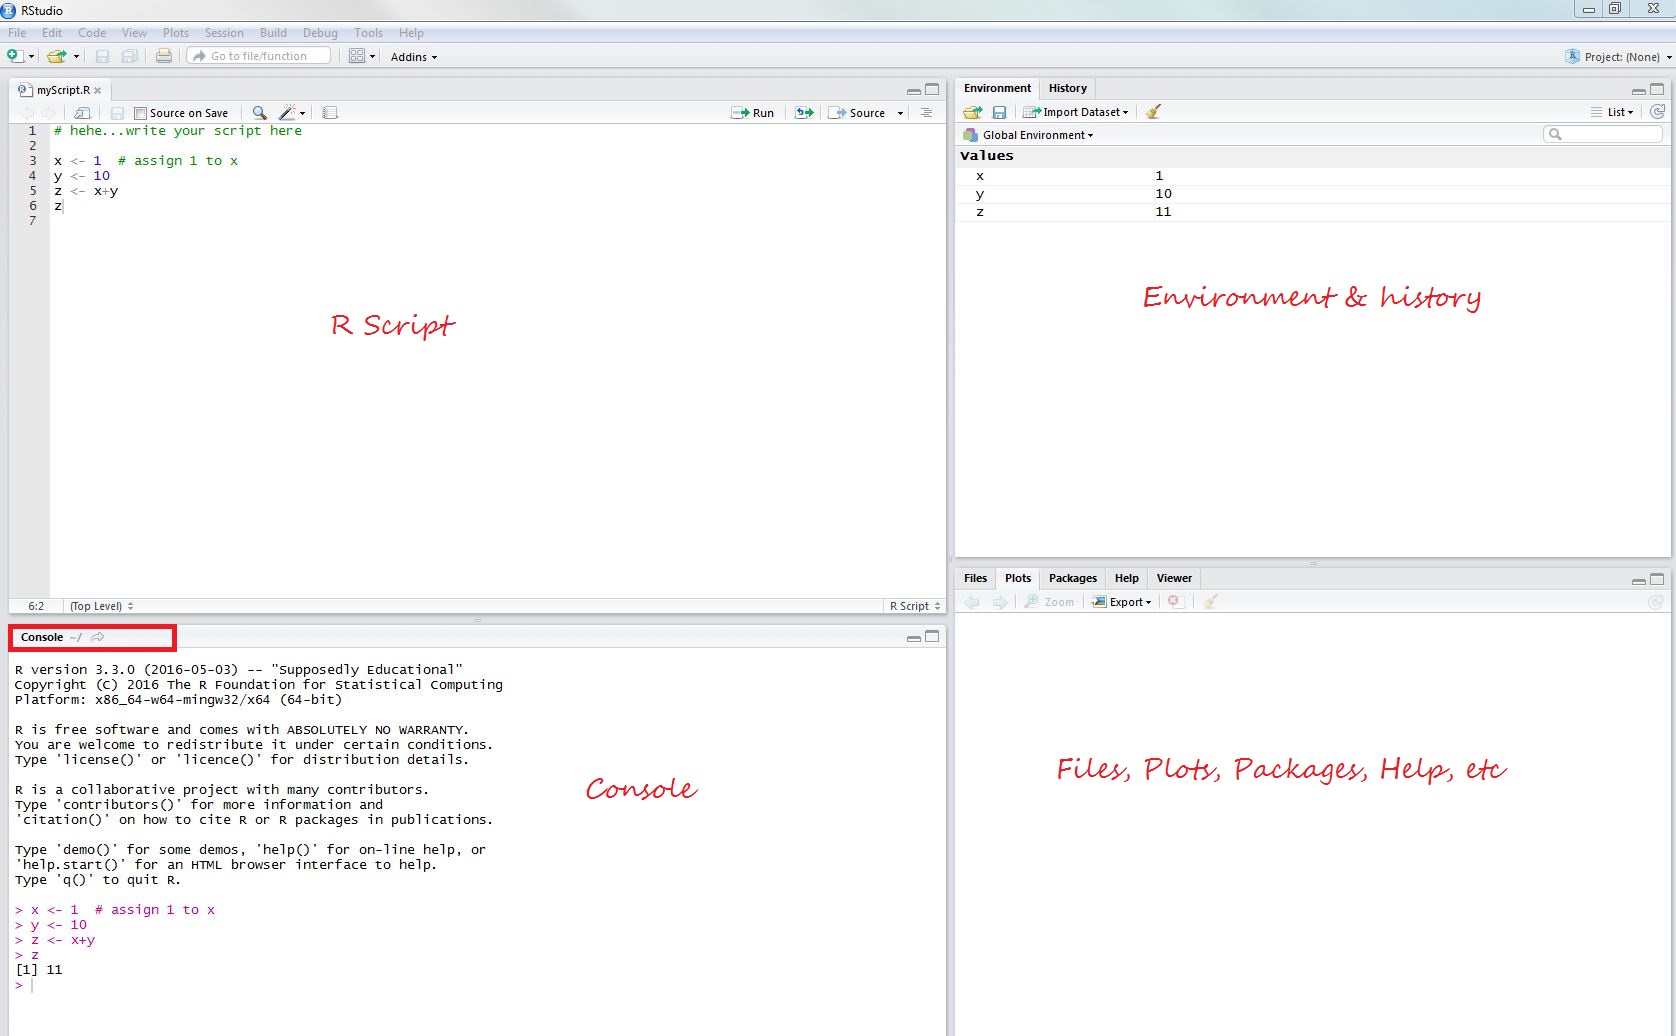 RStudio
File Edit Code View Plots Session Build Debug Tools Help
Go to file/function Addins Project: (None)
myScript.R
Source on Save Run Source
1 # hehe...write your script here
2
3 x <- 1  # assign 1 to x
4 y <- 10
5 z <- x+y
6 z
7
R Script
6:2 (Top Level) R Script
Environment History
Import Dataset List
Global Environment
Values
x 1
y 10
z 11
Environment & history
Console ~/
R version 3.3.0 (2016-05-03) -- "Supposedly Educational"
Copyright (C) 2016 The R Foundation for Statistical Computing
Platform: x86_64-w64-mingw32/x64 (64-bit)
R is free software and comes with ABSOLUTELY NO WARRANTY.
You are welcome to redistribute it under certain conditions.
Type 'license()' or 'licence()' for distribution details.
R is a collaborative project with many contributors.
Type 'contributors()' for more information and
'citation()' on how to cite R or R packages in publications.
Type 'demo()' for some demos, 'help()' for on-line help, or
'help.start()' for an HTML browser interface to help.
Type 'q()' to quit R.
> x <- 1  # assign 1 to x
> y <- 10
> z <- x+y
> z
[1] 11
>
Console
Files Plots Packages Help Viewer
Zoom Export
Files, Plots, Packages, Help, etc